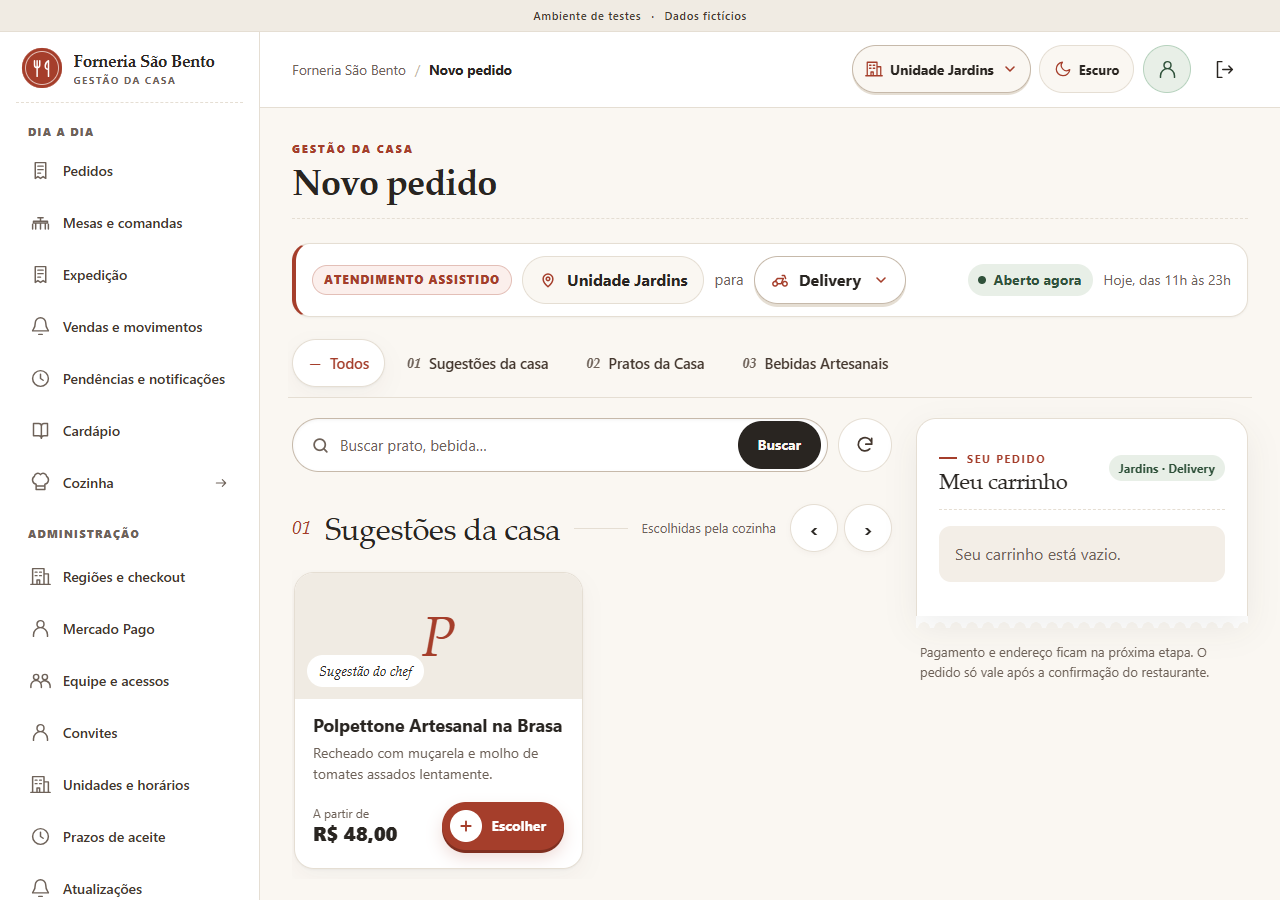 Ambiente de testes · Dados fictícios
Forneria São Bento
GESTÃO DA CASA
DIA A DIA
Pedidos
Mesas e comandas
Expedição
Vendas e movimentos
Pendências e notificações
Cardápio
Cozinha
ADMINISTRAÇÃO
Regiões e checkout
Mercado Pago
Equipe e acessos
Convites
Unidades e horários
Prazos de aceite
Atualizações
Forneria São Bento / Novo pedido
Unidade Jardins
Escuro
GESTÃO DA CASA
Novo pedido
ATENDIMENTO ASSISTIDO Unidade Jardins para Delivery
Aberto agora Hoje, das 11h às 23h
— Todos 01 Sugestões da casa 02 Pratos da Casa 03 Bebidas Artesanais
Buscar prato, bebida... Buscar
01 Sugestões da casa Escolhidas pela cozinha ‹ ›
P
Sugestão do chef
Polpettone Artesanal na Brasa
Recheado com muçarela e molho de
tomates assados lentamente.
A partir de
R$ 48,00
+ Escolher
SEU PEDIDO
Meu carrinho
Jardins · Delivery
Seu carrinho está vazio.
Pagamento e endereço ficam na próxima etapa. O
pedido só vale após a confirmação do restaurante.